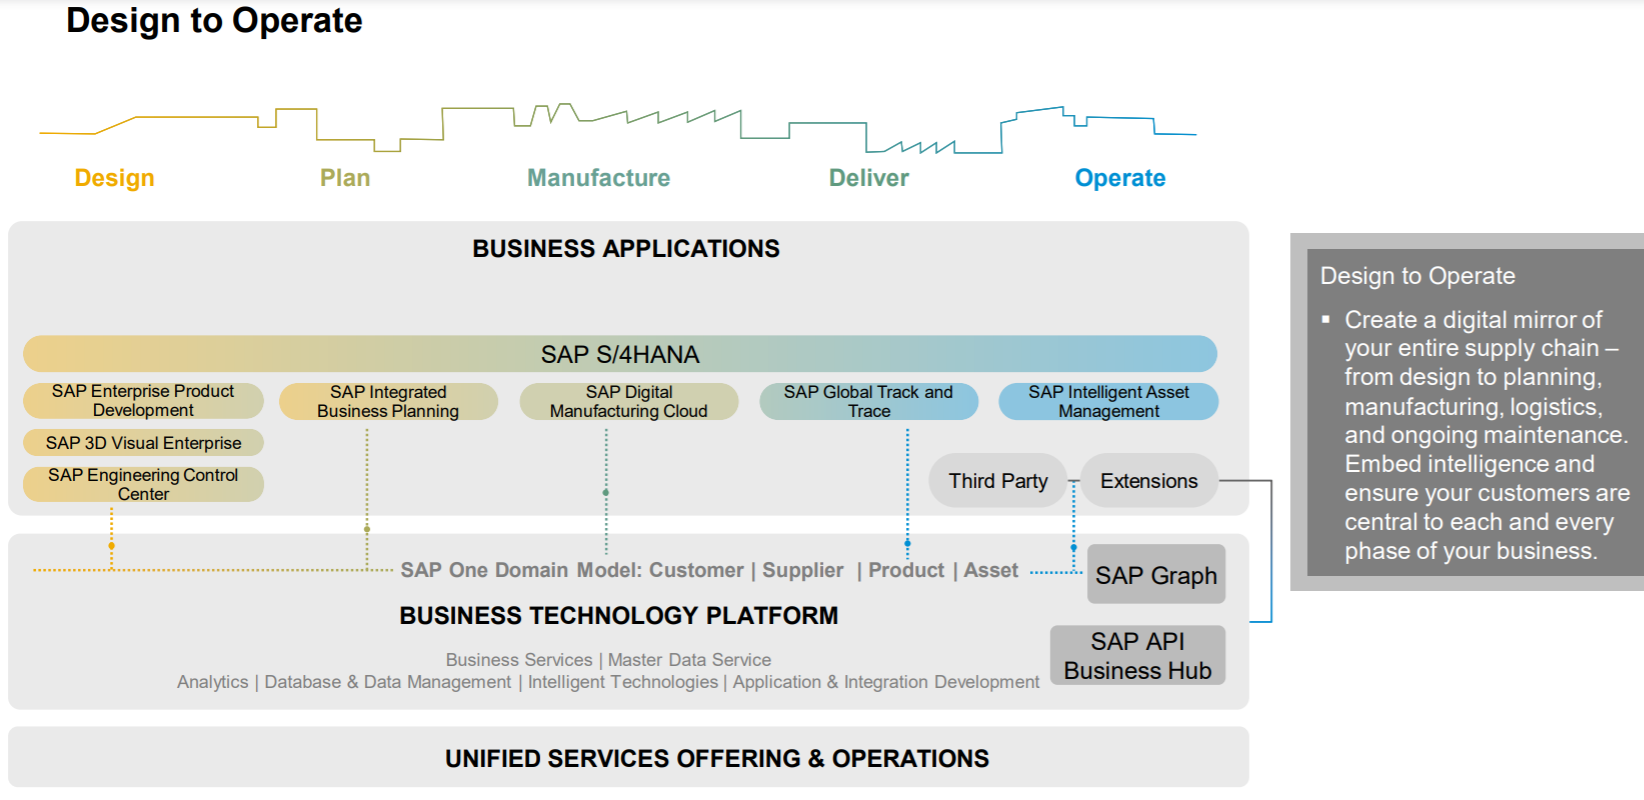 Design to Operate
Design
Plan
Manufacture
Deliver
Operate
BUSINESS APPLICATIONS
SAP S/4HANA
SAP Enterprise Product
Development
SAP 3D Visual Enterprise
SAP Engineering Control
Center
SAP Integrated
Business Planning
SAP Digital
Manufacturing Cloud
SAP Global Track and
Trace
SAP Intelligent Asset
Management
Third Party
Extensions
SAP One Domain Model: Customer | Supplier | Product | Asset
SAP Graph
BUSINESS TECHNOLOGY PLATFORM
SAP API
Business Hub
Business Services | Master Data Service
Analytics | Database & Data Management | Intelligent Technologies | Application & Integration Development
UNIFIED SERVICES OFFERING & OPERATIONS
Design to Operate
▪ Create a digital mirror of
your entire supply chain –
from design to planning,
manufacturing, logistics,
and ongoing maintenance.
Embed intelligence and
ensure your customers are
central to each and every
phase of your business.